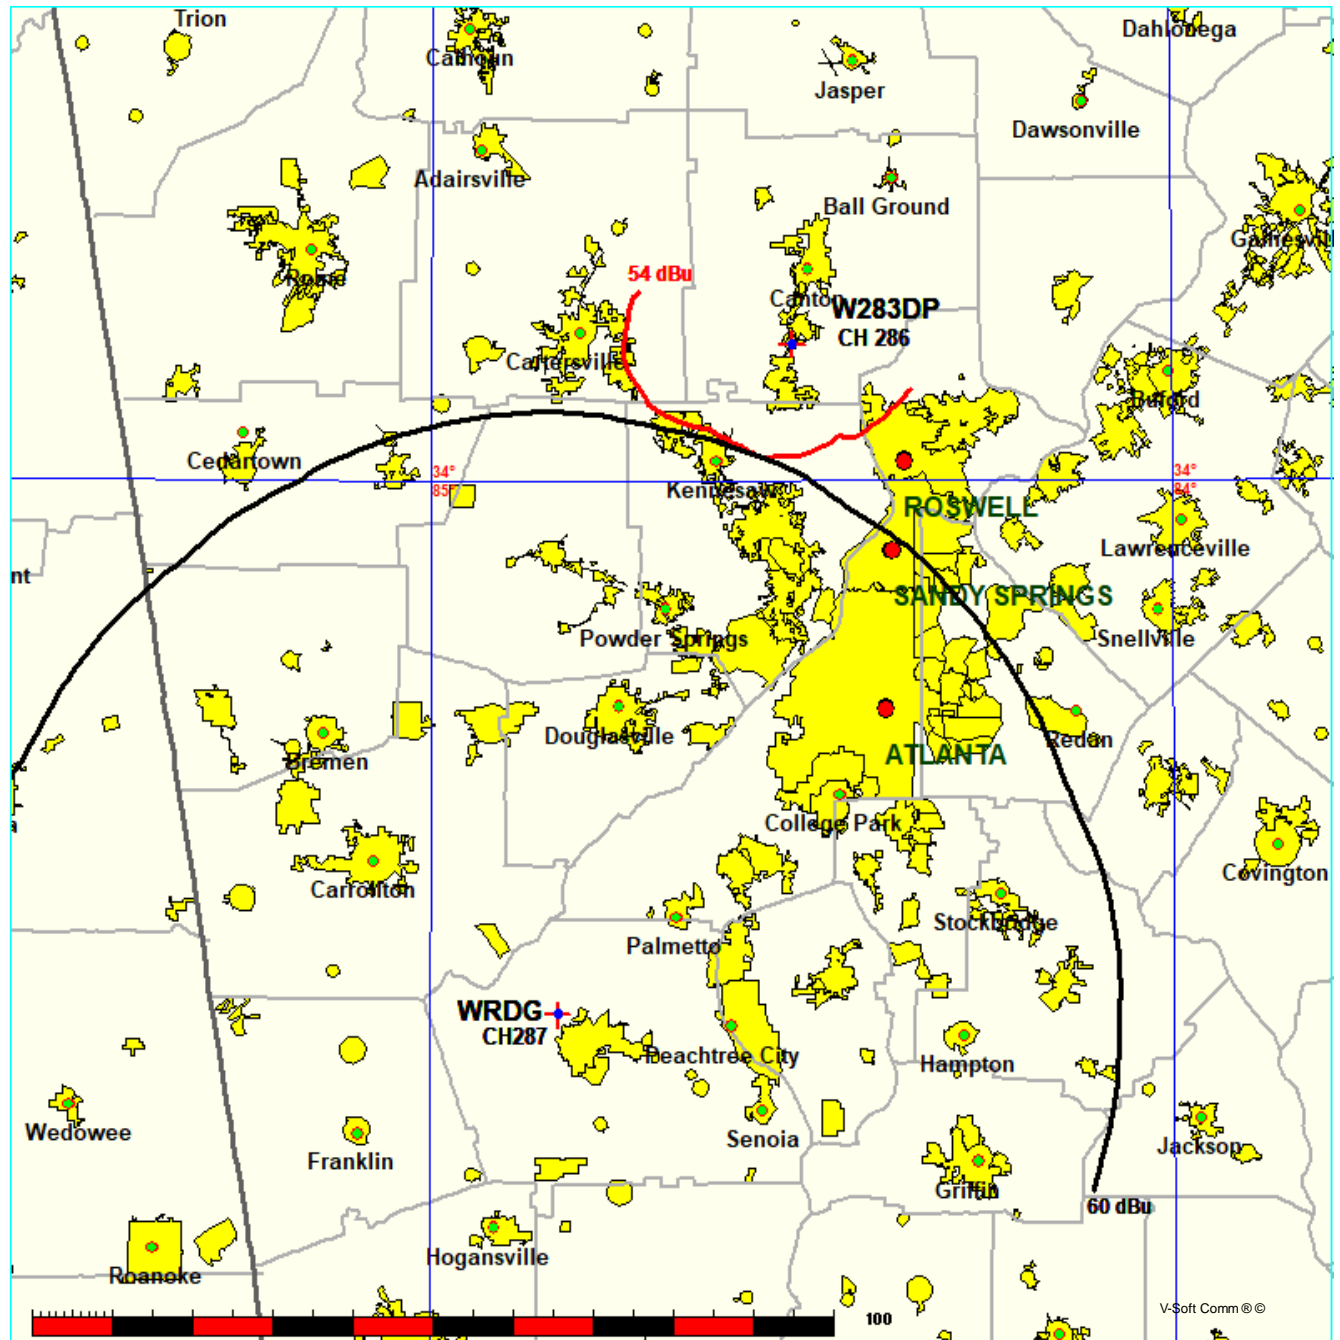 Trion
Dahlonega
Calhoun
Jasper
Dawsonville
Adairsville
Ball Ground
Gainesvill
Rome
54 dBu
Canton
W283DP
CH 286
Cartersville
Buford
Cedartown
34°
85°
Kennesaw
34°
84°
ROSWELL
Lawrenceville
nt
SANDY SPRINGS
Powder Springs
Snellville
Douglasville
Redan
Bremen
ATLANTA
a
College Park
Carrollton
Covington
Stockbridge
Palmetto
WRDG
CH287
Peachtree City
Hampton
Wedowee
Senoia
Jackson
Franklin
Griffin
60 dBu
Hogansville
Roanoke
V-Soft Comm ® ©
100